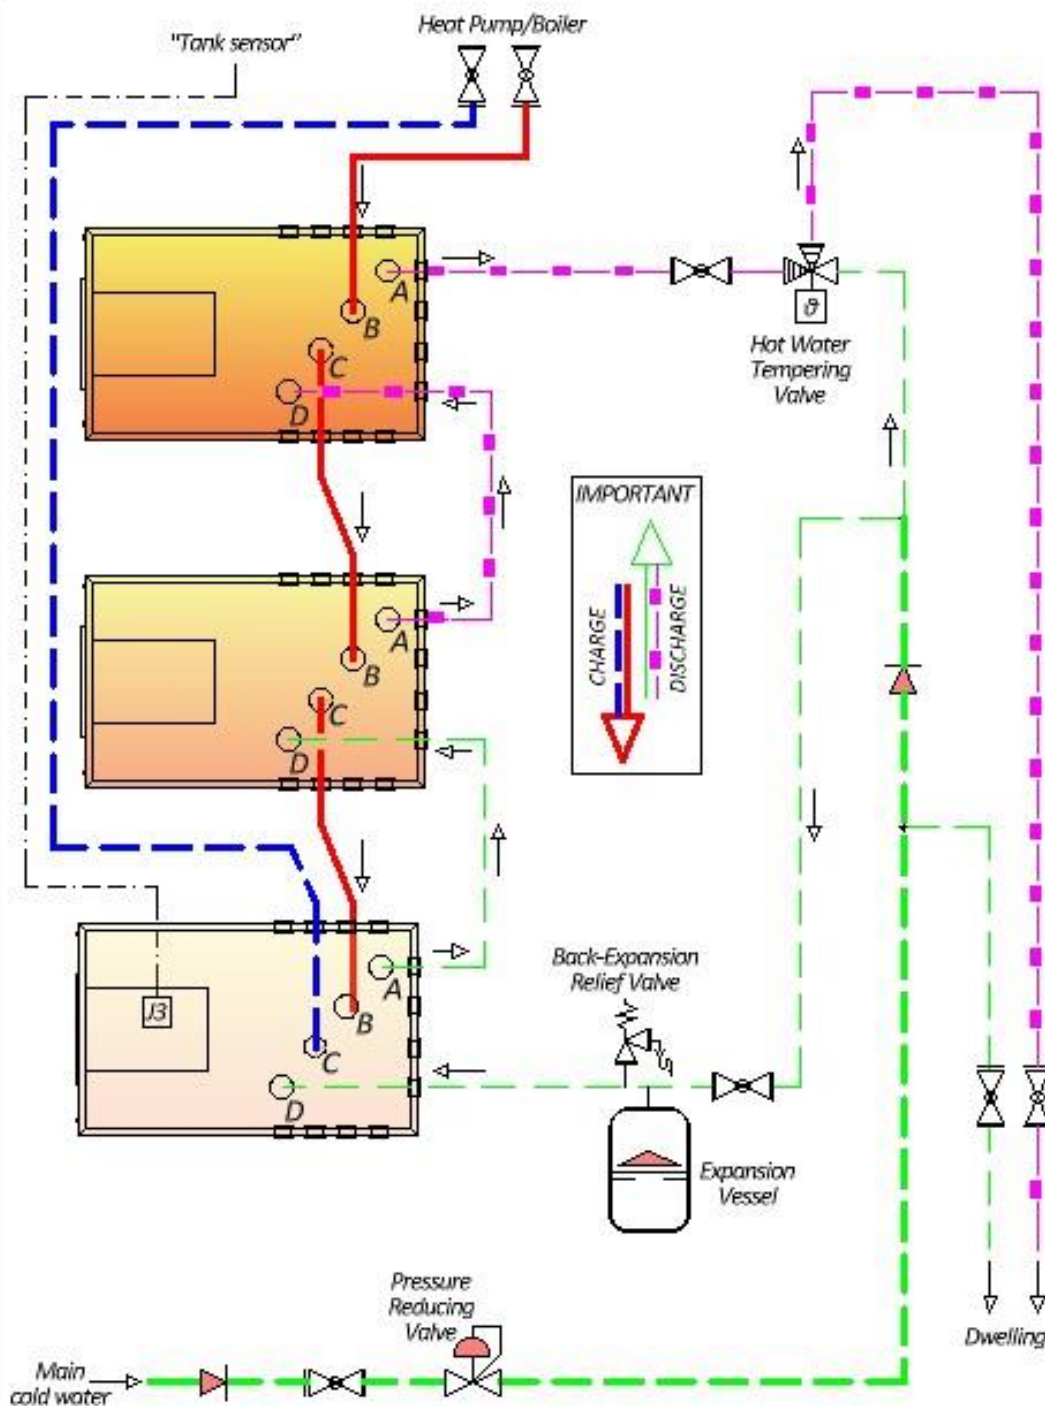 Heat Pump/Boiler
"Tank sensor"
A
B
C
D
ϑ
Hot Water
Tempering
Valve
IMPORTANT
CHARGE
DISCHARGE
A
B
C
D
Back-Expansion
Relief Valve
J3
A
B
C
D
Expansion
Vessel
Pressure
Reducing
Valve
Dwelling
Main
cold water